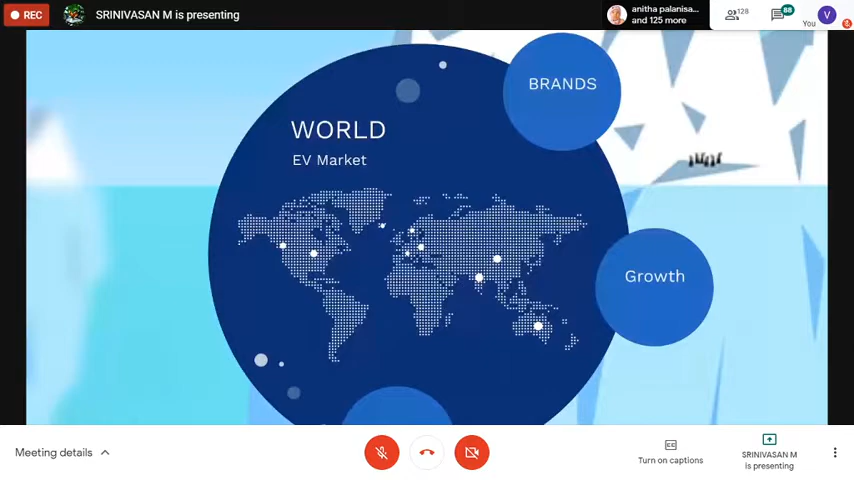 REC
SRINIVASAN M is presenting
anitha palanisa...
and 125 more
128
88
You
V
WORLD
EV Market
BRANDS
Growth
Meeting details
CC
Turn on captions
SRINIVASAN M
is presenting